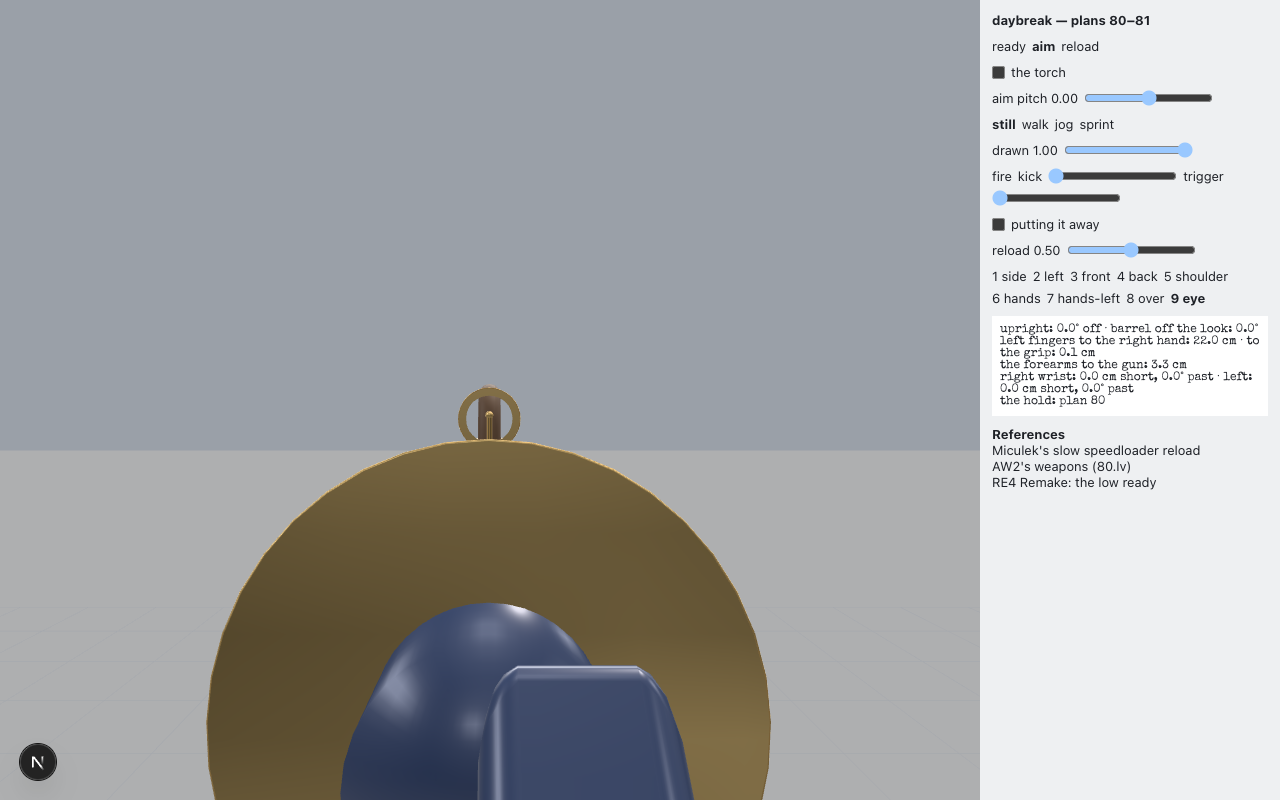 daybreak — plans 80–81
ready aim reload
the torch
aim pitch 0.00
still walk jog sprint
drawn 1.00
fire kick trigger
putting it away
reload 0.50
1 side 2 left 3 front 4 back 5 shoulder
6 hands 7 hands-left 8 over 9 eye
upright: 0.0° off · barrel off the look: 0.0°
left fingers to the right hand: 22.0 cm · to
the grip: 0.1 cm
the forearms to the gun: 3.3 cm
right wrist: 0.0 cm short, 0.0° past · left:
0.0 cm short, 0.0° past
the hold: plan 80
References
Miculek's slow speedloader reload
AW2's weapons (80.lv)
RE4 Remake: the low ready
N